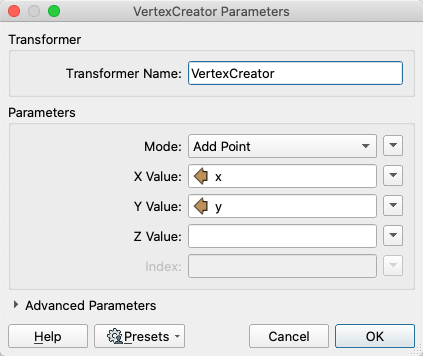 VertexCreator Parameters
Transformer
Transformer Name: VertexCreator
Parameters
Mode: Add Point
X Value: x
Y Value: y
Z Value:
Index:
Advanced Parameters
Help Presets Cancel OK